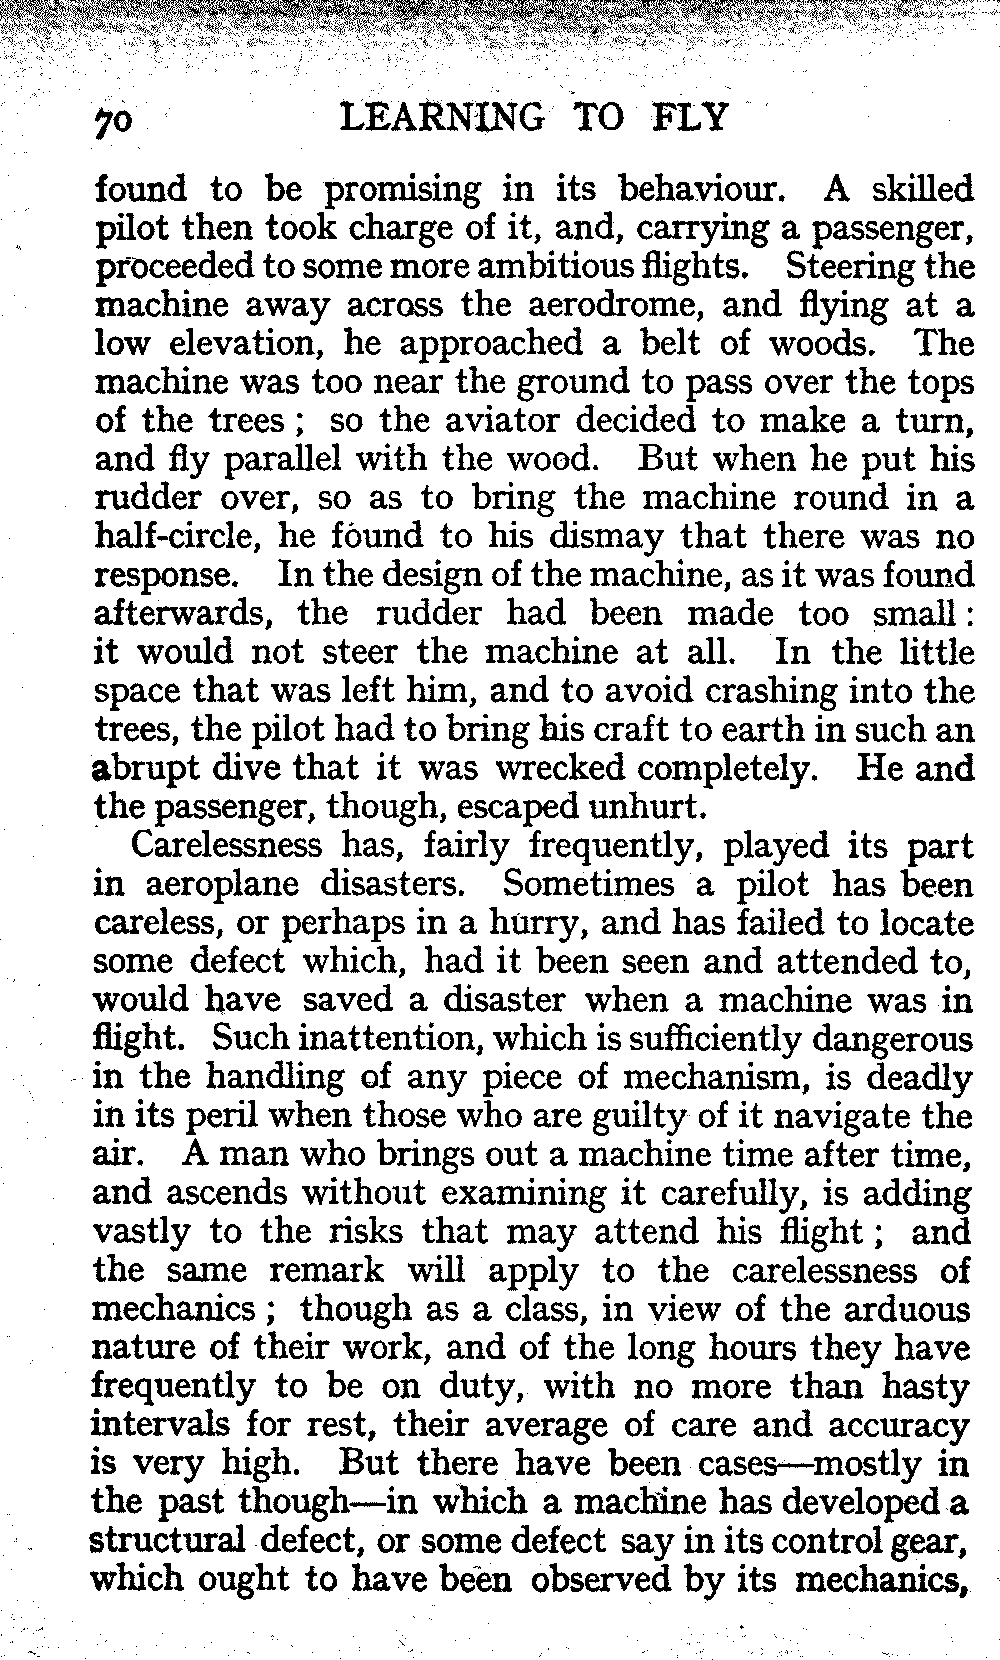 70 LEARNING TO FLY
found to be promising in its behaviour. A skilled
pilot then took charge of it, and, carrying a passenger,
proceeded to some more ambitious flights. Steering the
machine away across the aerodrome, and flying at a
low elevation, he approached a belt of woods. The
machine was too near the ground to pass over the tops
of the trees ; so the aviator decided to make a turn,
and fly parallel with the wood. But when he put his
rudder over, so as to bring the machine round in a
half-circle, he found to his dismay that there was no
response. In the design of the machine, as it was found
afterwards, the rudder had been made too small :
it would not steer the machine at all. In the little
space that was left him, and to avoid crashing into the
trees, the pilot had to bring his craft to earth in such an
abrupt dive that it was wrecked completely. He and
the passenger, though, escaped unhurt.
Carelessness has, fairly frequently, played its part
in aeroplane disasters. Sometimes a pilot has been
careless, or perhaps in a hurry, and has failed to locate
some defect which, had it been seen and attended to,
would have saved a disaster when a machine was in
flight. Such inattention, which is sufficiently dangerous
in the handling of any piece of mechanism, is deadly
in its peril when those who are guilty of it navigate the
air. A man who brings out a machine time after time,
and ascends without examining it carefully, is adding
vastly to the risks that may attend his flight ; and
the same remark will apply to the carelessness of
mechanics ; though as a class, in view of the arduous
nature of their work, and of the long hours they have
frequently to be on duty, with no more than hasty
intervals for rest, their average of care and accuracy
is very high. But there have been cases—mostly in
the past though—in which a machine has developed a
structural defect, or some defect say in its control gear,
which ought to have been observed by its mechanics,